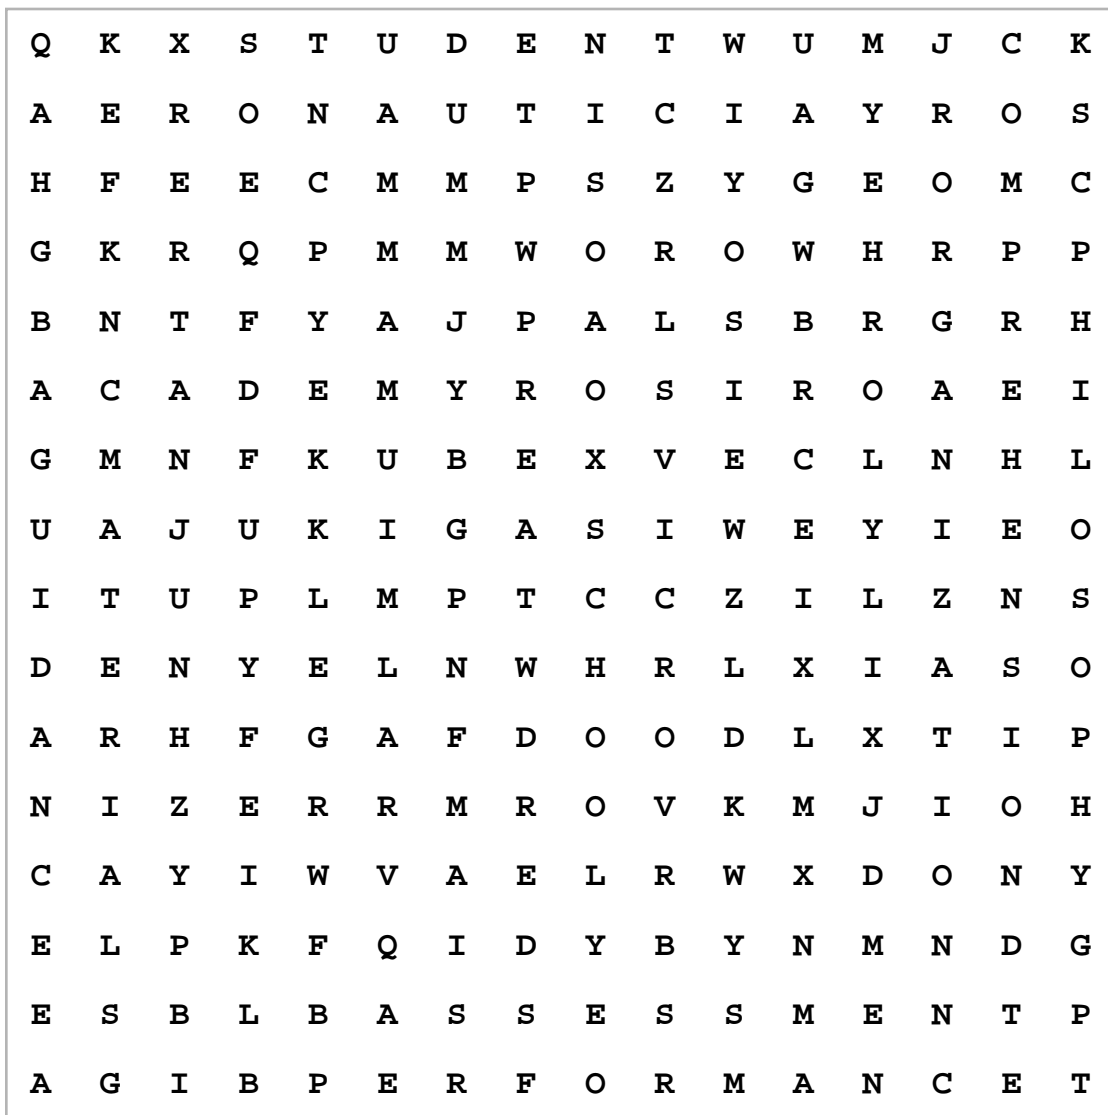 Q K X S T U D E N T W U M J C K
A E R O N A U T I C I A Y R O S
H F E E C M M P S Z Y G E O M C
G K R Q P M M W O R O W H R P P
B N T F Y A J P A L S B R G R H
A C A D E M Y R O S I R O A E I
G M N F K U B E X V E C L N H L
U A J U K I G A S I W E Y I E O
I T U P L M P T C C Z I L Z N S
D E N Y E L N W H R L X I A S O
A R H F G A F D O O D L X T I P
N I Z E R R M R O V K M J I O H
C A Y I W V A E L R W X D O N Y
E L P K F Q I D Y B Y N M N D G
E S B L B A S S E S S M E N T P
A G I B P E R F O R M A N C E T